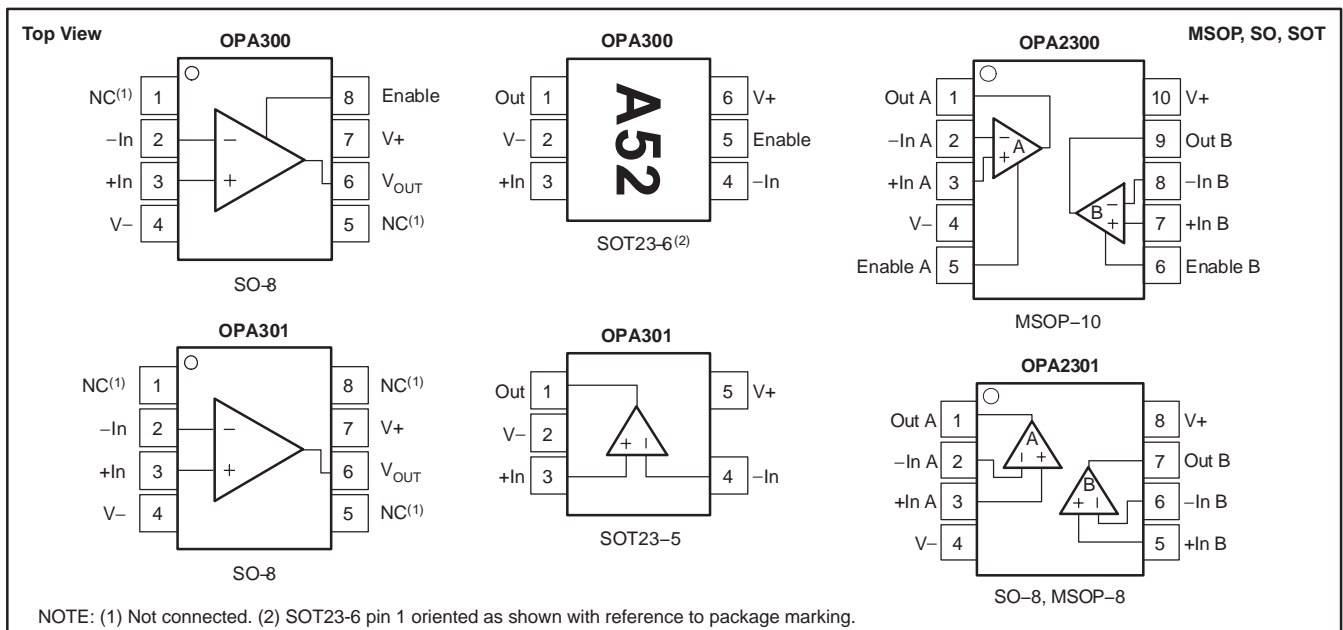 Top View
MSOP, SO, SOT
OPA300
NC(1) 1
–In 2
+In 3
V– 4
8 Enable
7 V+
6 VOUT
5 NC(1)
– +
SO–8
OPA300
Out 1
V– 2
+In 3
A52
6 V+
5 Enable
4 –In
SOT23–6(2)
OPA2300
Out A 1
–In A 2
+In A 3
V– 4
Enable A 5
10 V+
9 Out B
8 –In B
7 +In B
6 Enable B
– + A
B – +
MSOP–10
OPA301
NC(1) 1
–In 2
+In 3
V– 4
8 NC(1)
7 V+
6 VOUT
5 NC(1)
– +
SO–8
OPA301
Out 1
V– 2
+In 3
5 V+
4 –In
+ –
SOT23–5
OPA2301
Out A 1
–In A 2
+In A 3
V– 4
8 V+
7 Out B
6 –In B
5 +In B
A – +
B + –
SO–8, MSOP–8
NOTE: (1) Not connected. (2) SOT23-6 pin 1 oriented as shown with reference to package marking.